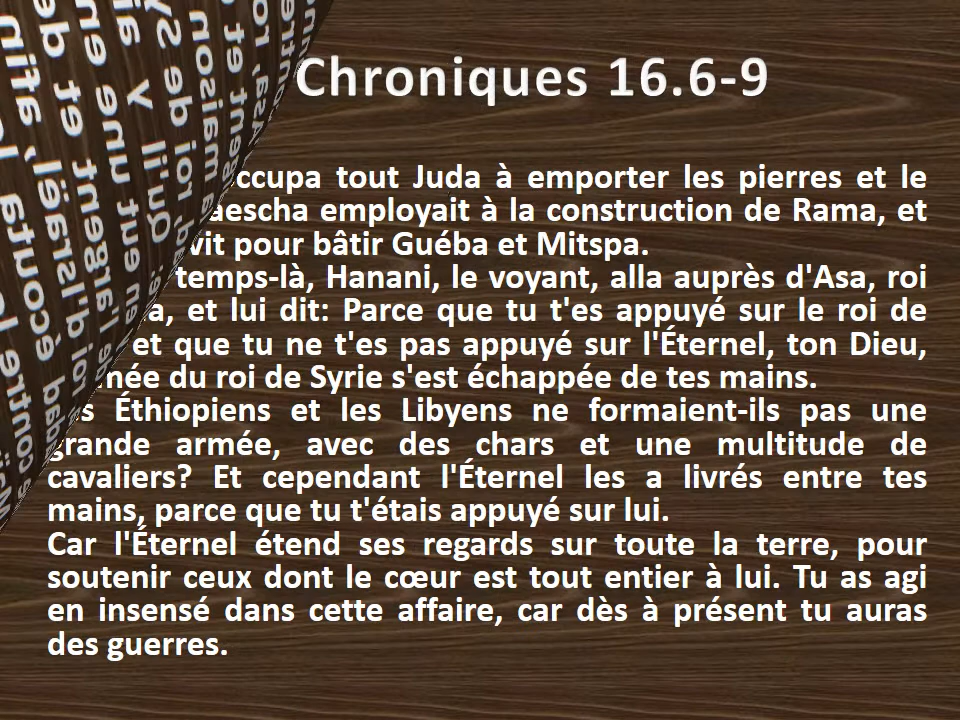 Chroniques 16.6-9
tout Juda à emporter les pierres et le
employait à la construction de Rama, et
pour bâtir Guéba et Mitspa.
temps-là, Hanani, le voyant, alla auprès d'Asa, roi
et lui dit: Parce que tu t'es appuyé sur le roi de
et que tu ne t'es pas appuyé sur l'Éternel, ton Dieu,
du roi de Syrie s'est échappée de tes mains.
Éthiopiens et les Libyens ne formaient-ils pas une
grande armée, avec des chars et une multitude de
cavaliers? Et cependant l'Éternel les a livrés entre tes
mains, parce que tu t'étais appuyé sur lui.
Car l'Éternel étend ses regards sur toute la terre, pour
soutenir ceux dont le cœur est tout entier à lui. Tu as agi
en insensé dans cette affaire, car dès à présent tu auras
des guerres.